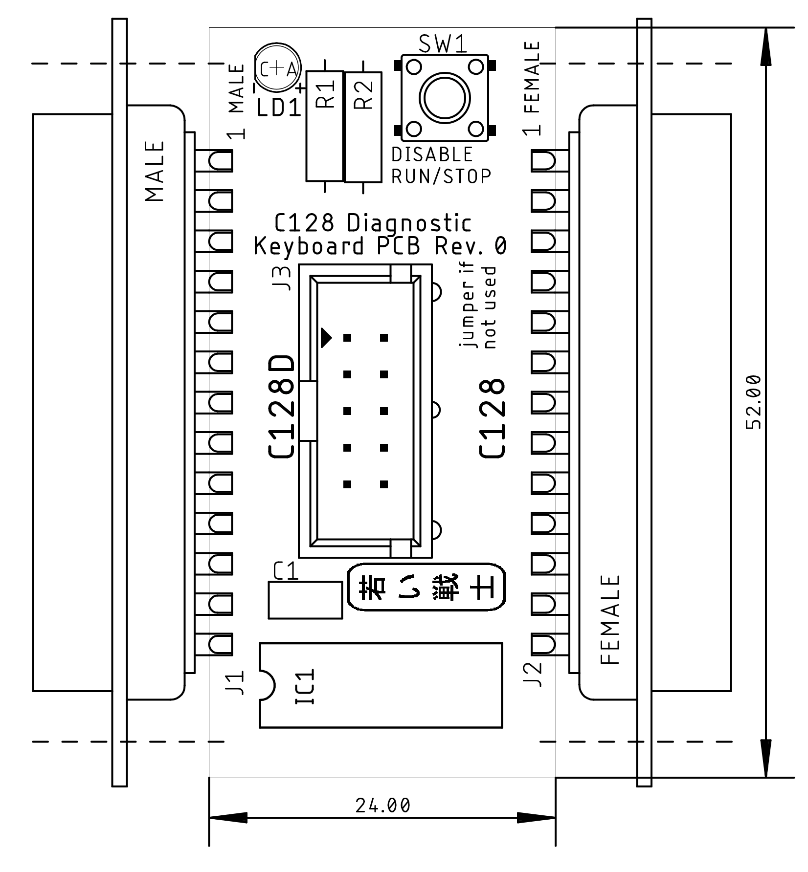 SW1
C+A
LD1
R1
R2
1 MALE
1 FEMALE
DISABLE
RUN/STOP
MALE
C128 Diagnostic
Keyboard PCB Rev. 0
J3
jumper if
not used
C128D
C128
52.00
C1
若い戦士
FEMALE
J1
IC1
J2
24.00